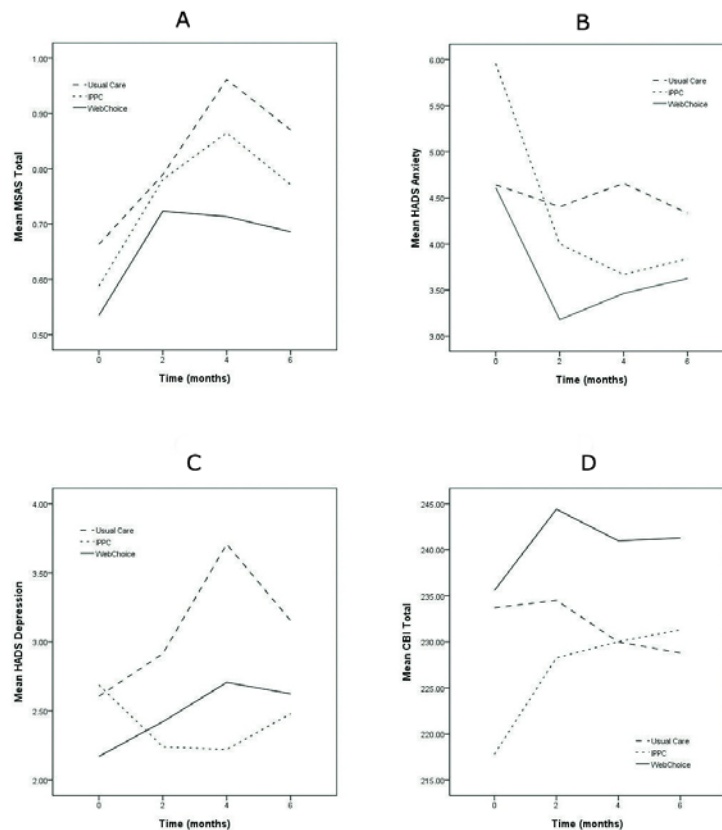 A
1.00
0.90
0.80
0.70
0.60
0.50
Mean MSAS Total
Usual Care
IPPC
WebChoice
0 2 4 6
Time (months)
B
6.00
5.50
5.00
4.50
4.00
3.50
3.00
Mean HADS Anxiety
Usual Care
IPPC
WebChoice
0 2 4 6
Time (months)
C
4.00
3.50
3.00
2.50
2.00
Mean HADS Depression
Usual Care
IPPC
WebChoice
0 2 4 6
Time (months)
D
245.00
240.00
235.00
230.00
225.00
220.00
215.00
Mean CBI Total
Usual Care
IPPC
WebChoice
0 2 4 6
Time (months)